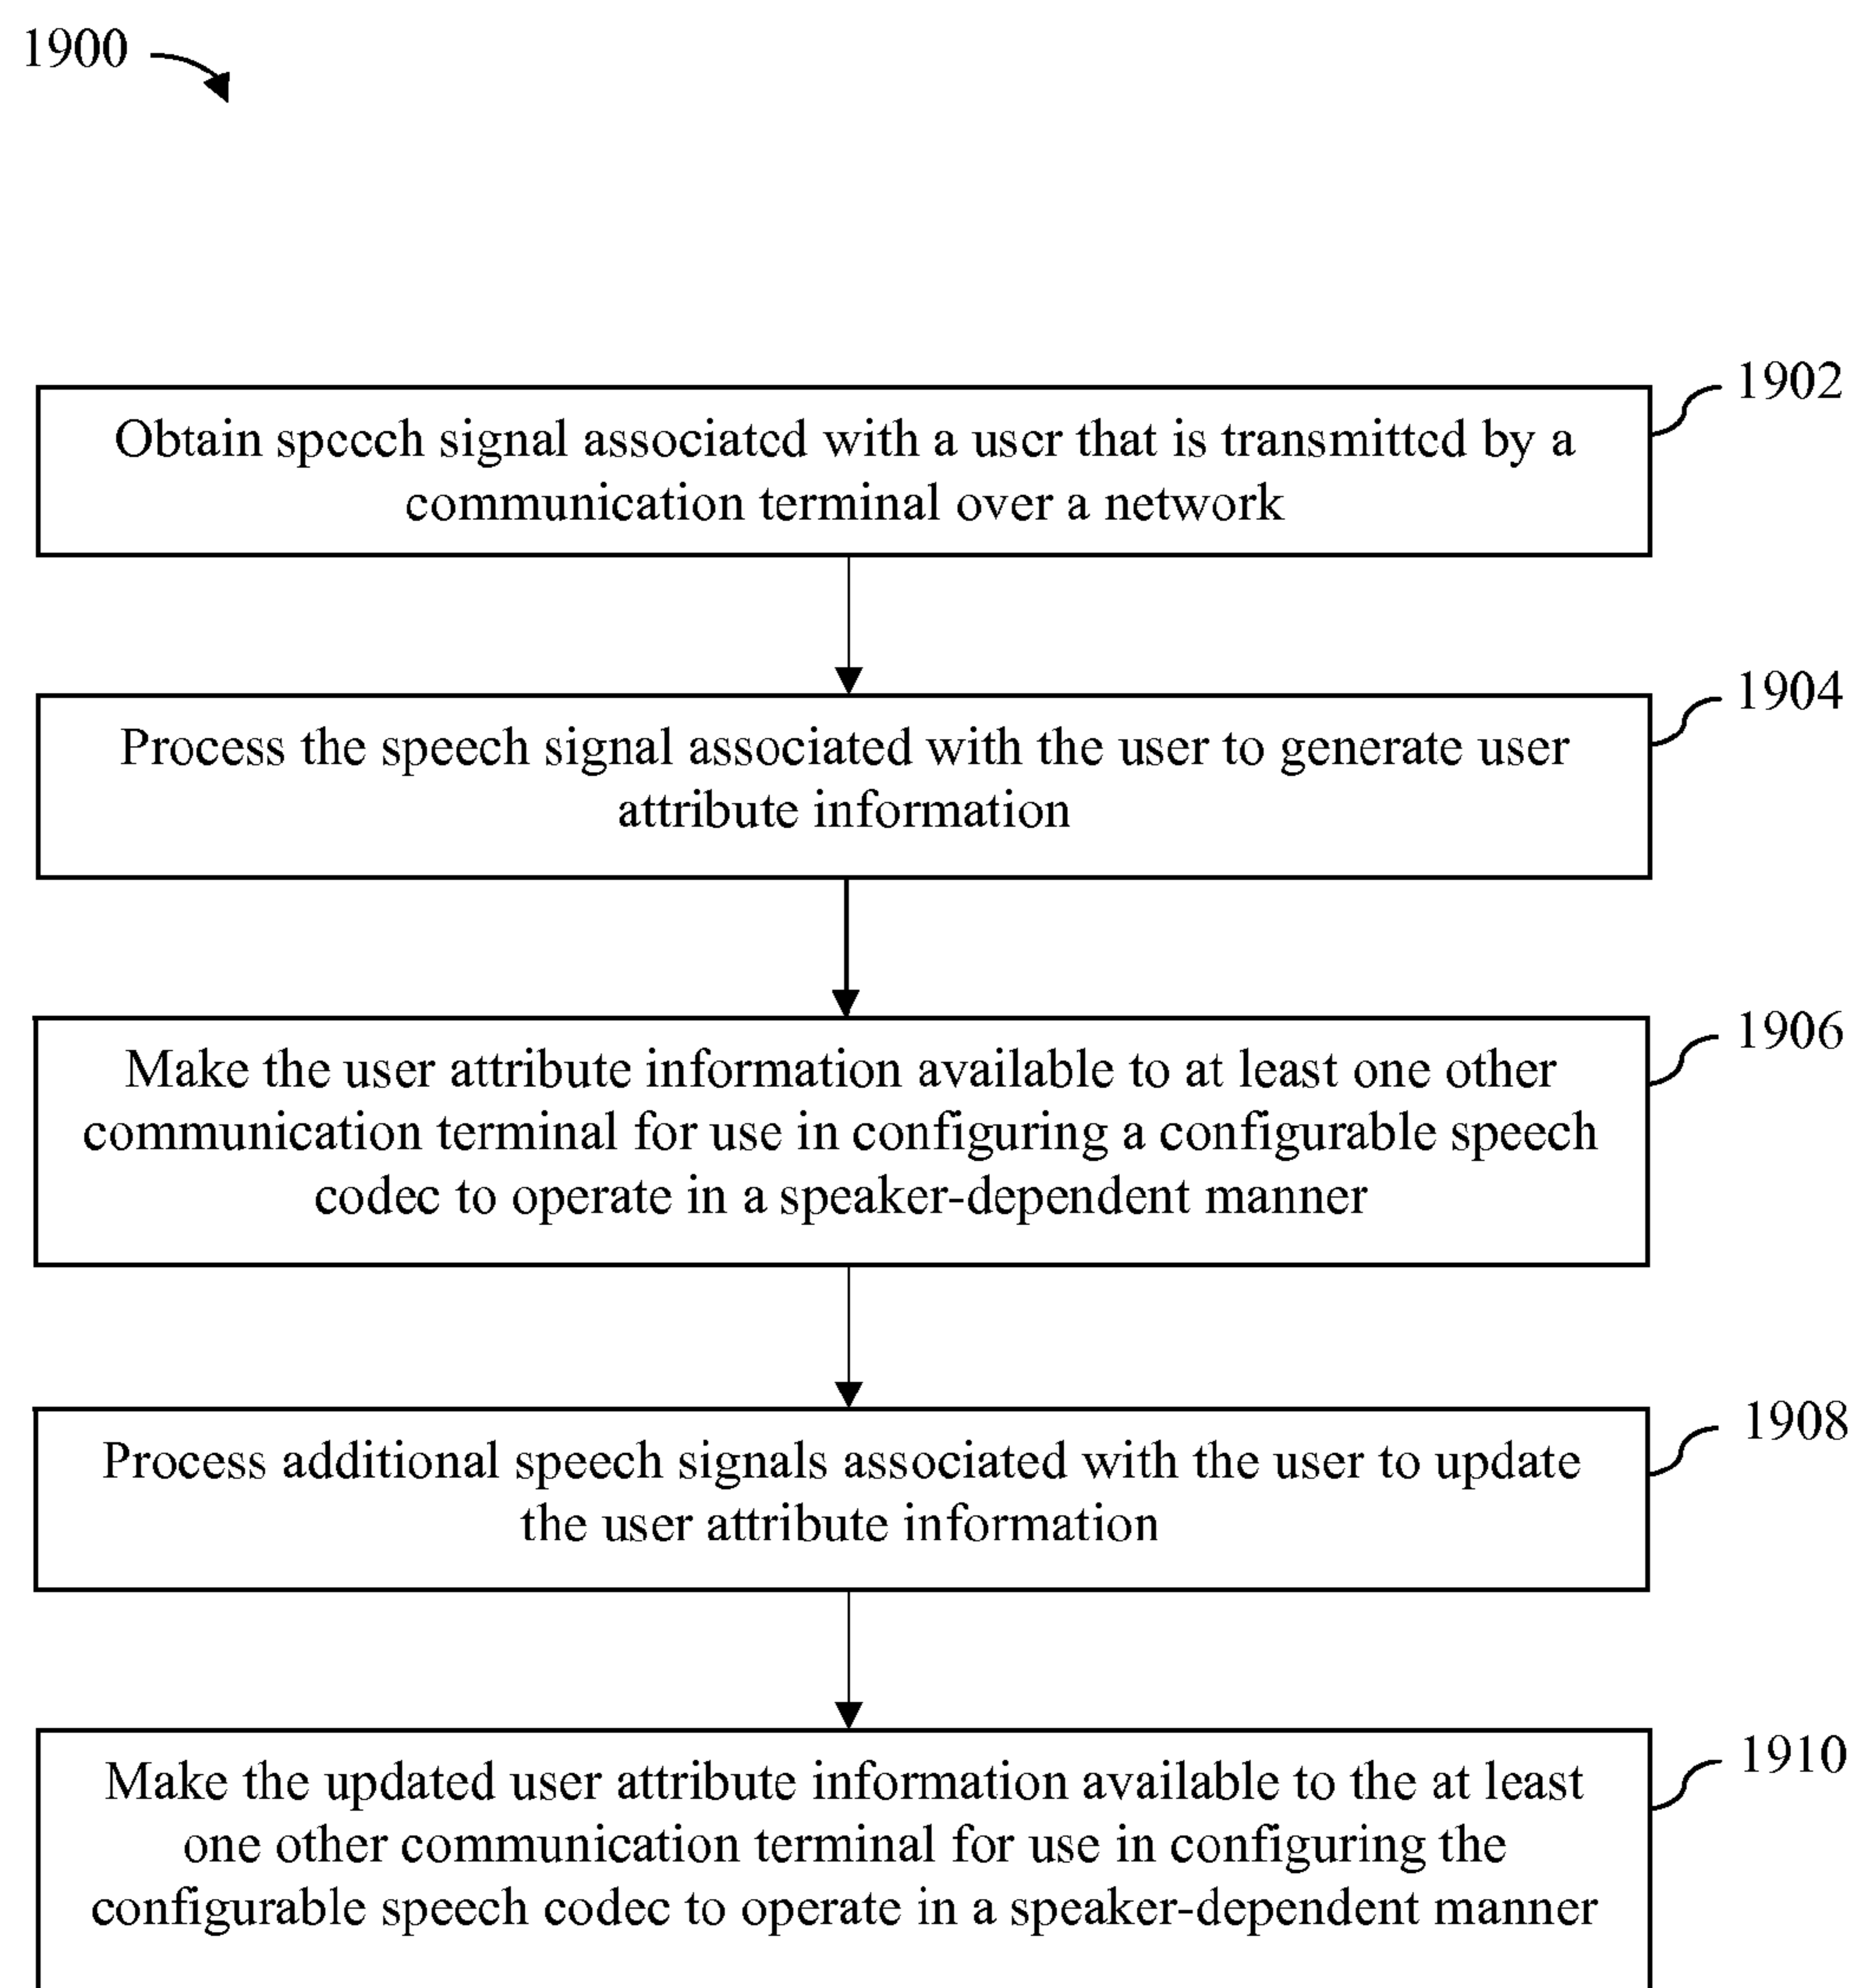 1900
1902
Obtain speech signal associated with a user that is transmitted by a
communication terminal over a network
1904
Process the speech signal associated with the user to generate user
attribute information
1906
Make the user attribute information available to at least one other
communication terminal for use in configuring a configurable speech
codec to operate in a speaker-dependent manner
1908
Process additional speech signals associated with the user to update
the user attribute information
1910
Make the updated user attribute information available to the at least
one other communication terminal for use in configuring the
configurable speech codec to operate in a speaker-dependent manner